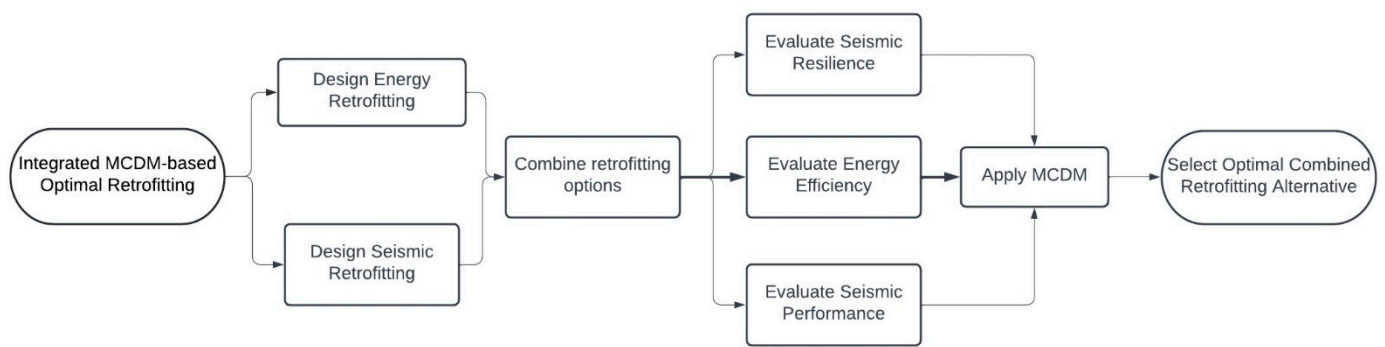 Integrated MCDM-based
Optimal Retrofitting
Design Energy
Retrofitting
Design Seismic
Retrofitting
Combine retrofitting
options
Evaluate Seismic
Resilience
Evaluate Energy
Efficiency
Evaluate Seismic
Performance
Apply MCDM
Select Optimal Combined
Retrofitting Alternative